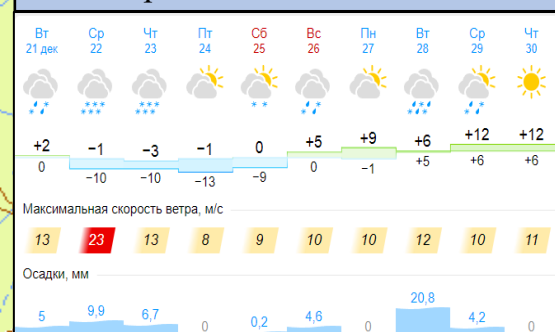 Вт Ср Чт Пт Сб Вс Пн Вт Ср Чт
21 дек 22 23 24 25 26 27 28 29 30
+2 −1 −3 −1 0 +5 +9 +6 +12 +12
0 −10 −10 −13 −9 0 −1 +5 +6 +6
Максимальная скорость ветра, м/с
13 23 13 8 9 10 10 12 10 11
Осадки, мм
5 9,9 6,7 0 0,2 4,6 0 20,8 4,2 0